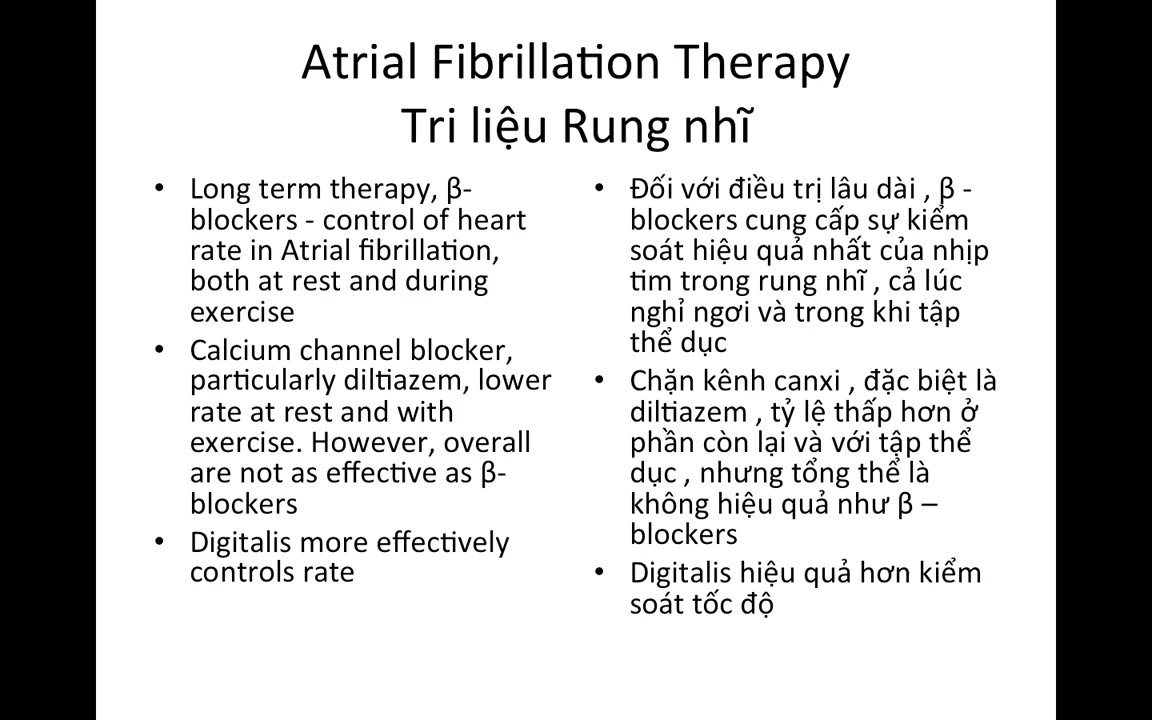 Atrial Fibrillation Therapy
Tri liệu Rung nhĩ
• Long term therapy, β-
blockers - control of heart
rate in Atrial fibrillation,
both at rest and during
exercise
• Calcium channel blocker,
particularly diltiazem, lower
rate at rest and with
exercise. However, overall
are not as effective as β-
blockers
• Digitalis more effectively
controls rate
• Đối với điều trị lâu dài , β -
blockers cung cấp sự kiểm
soát hiệu quả nhất của nhịp
tim trong rung nhĩ , cả lúc
nghỉ ngơi và trong khi tập
thể dục
• Chặn kênh canxi , đặc biệt là
diltiazem , tỷ lệ thấp hơn ở
phần còn lại và với tập thể
dục , nhưng tổng thể là
không hiệu quả như β –
blockers
• Digitalis hiệu quả hơn kiểm
soát tốc độ